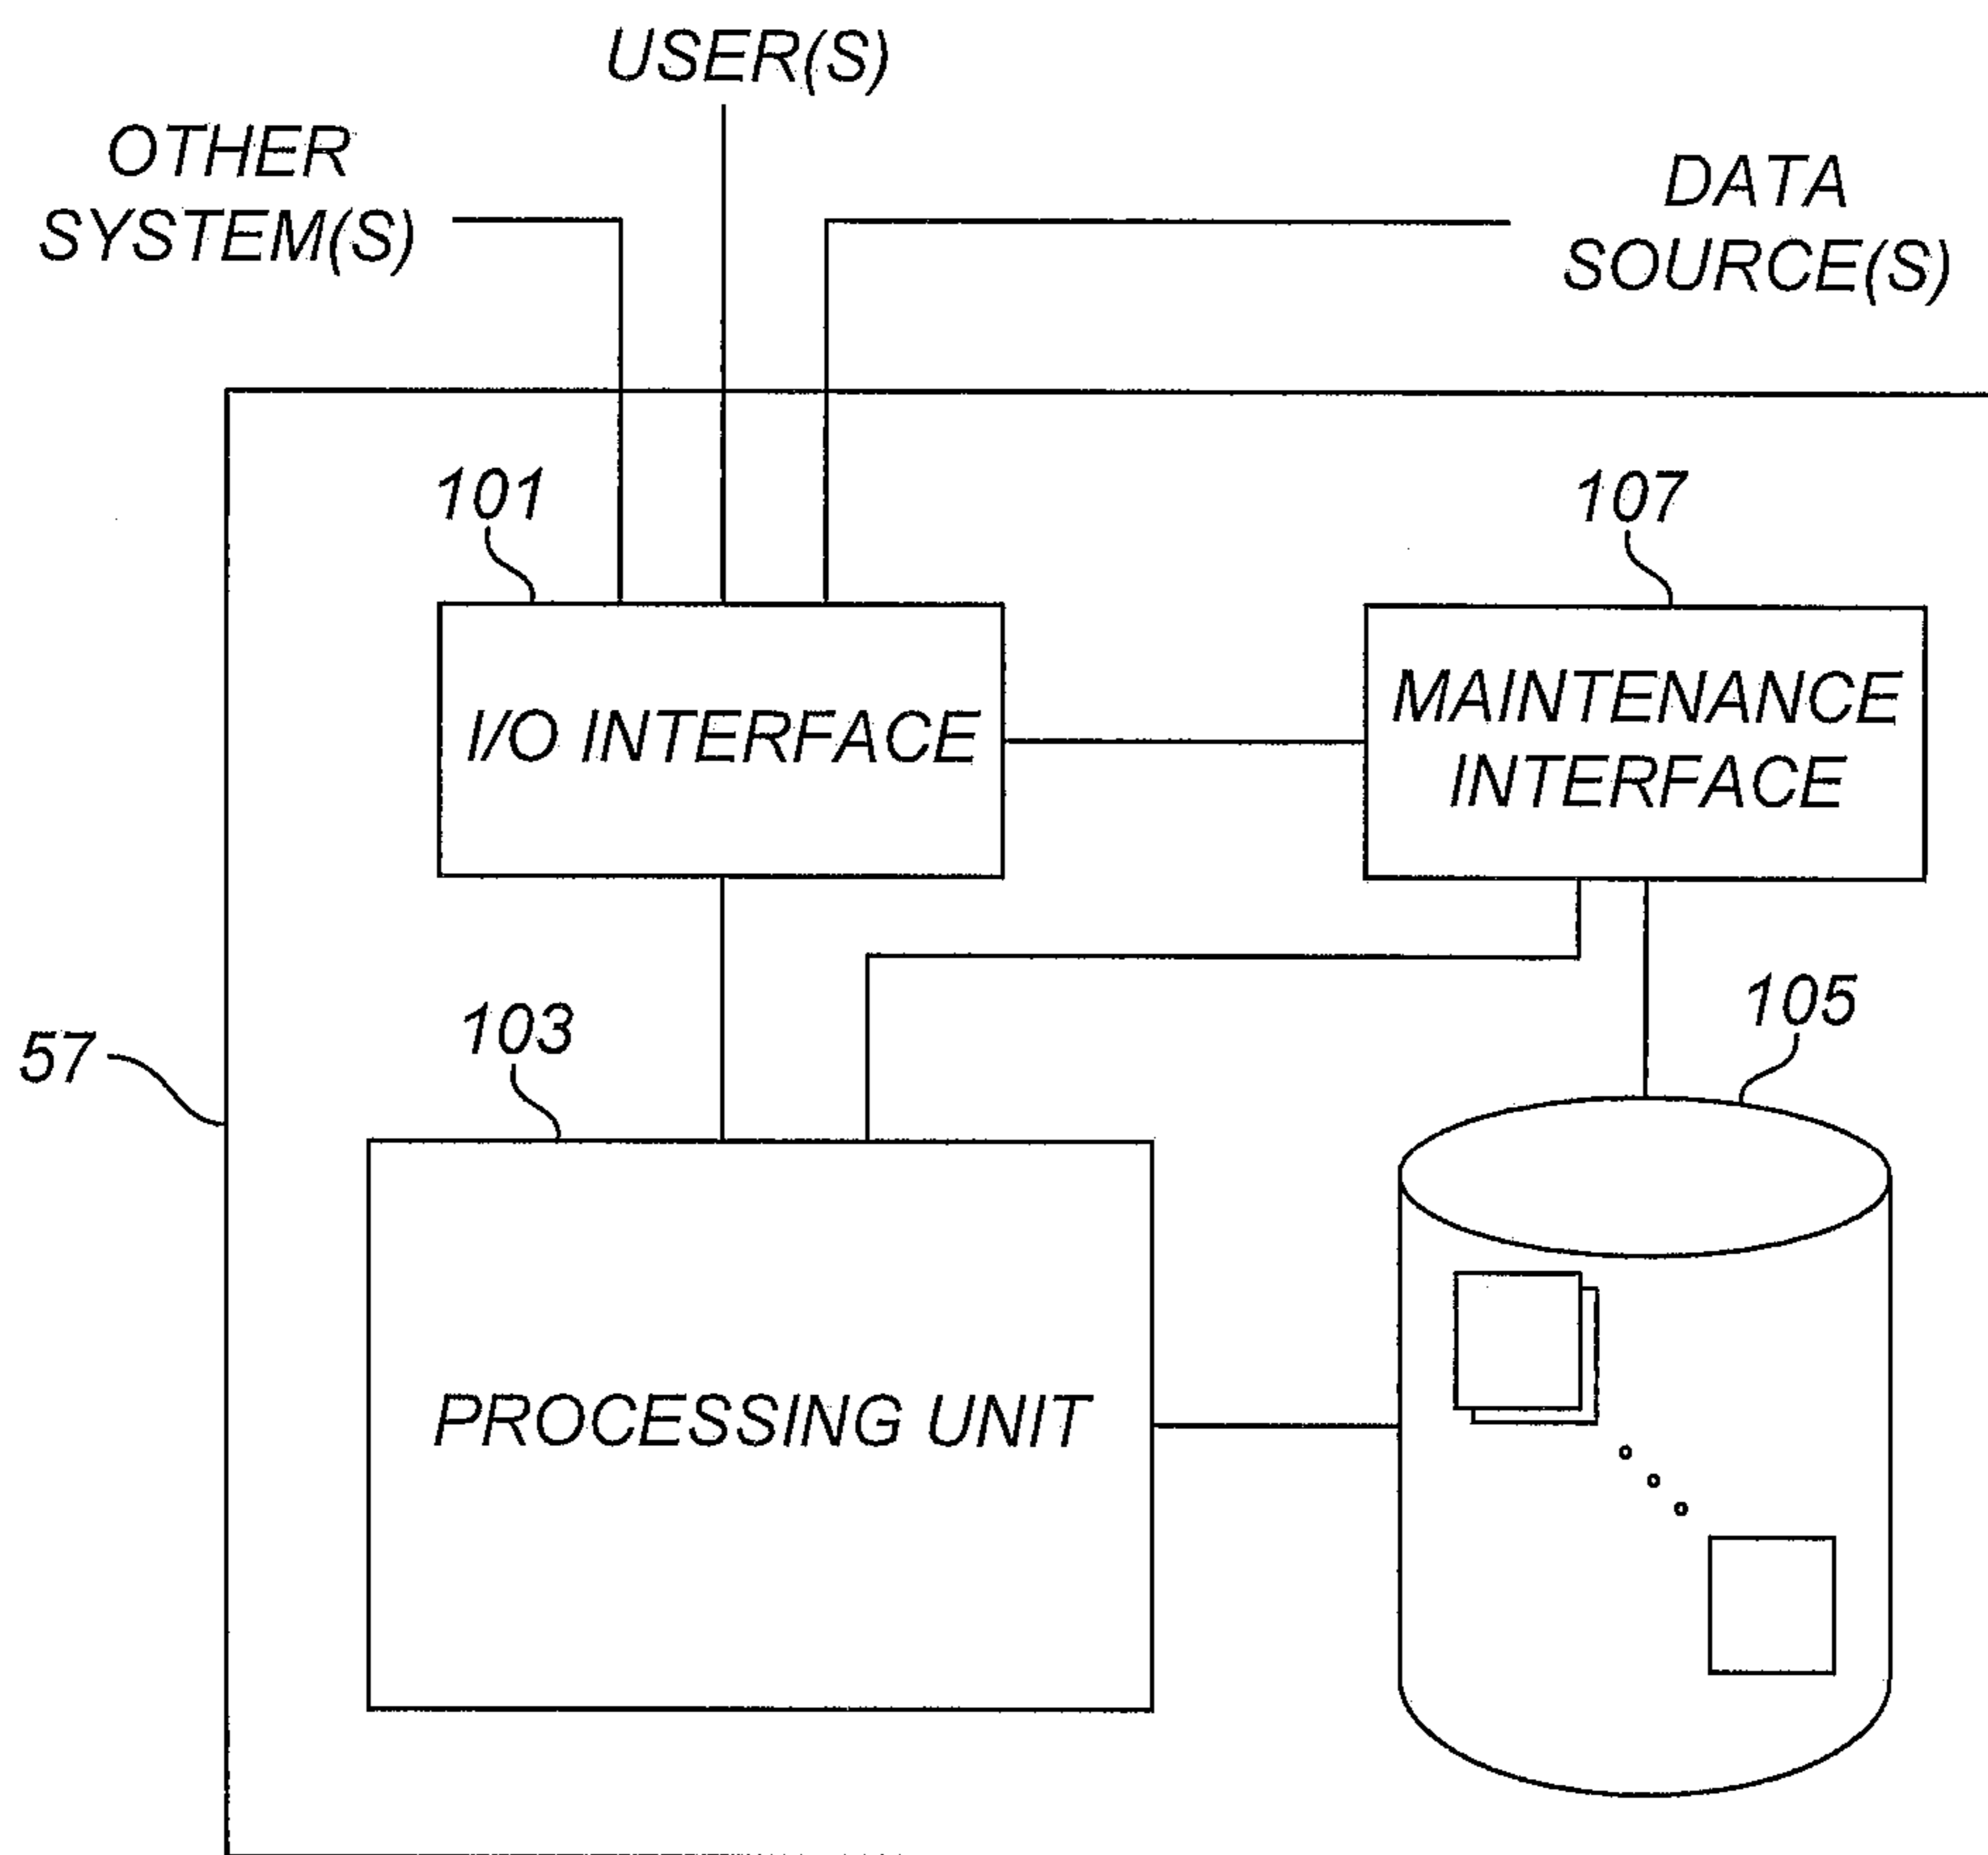 USER(S)
OTHER
SYSTEM(S)
DATA
SOURCE(S)
101
107
I/O INTERFACE
MAINTENANCE
INTERFACE
103
105
57
PROCESSING UNIT